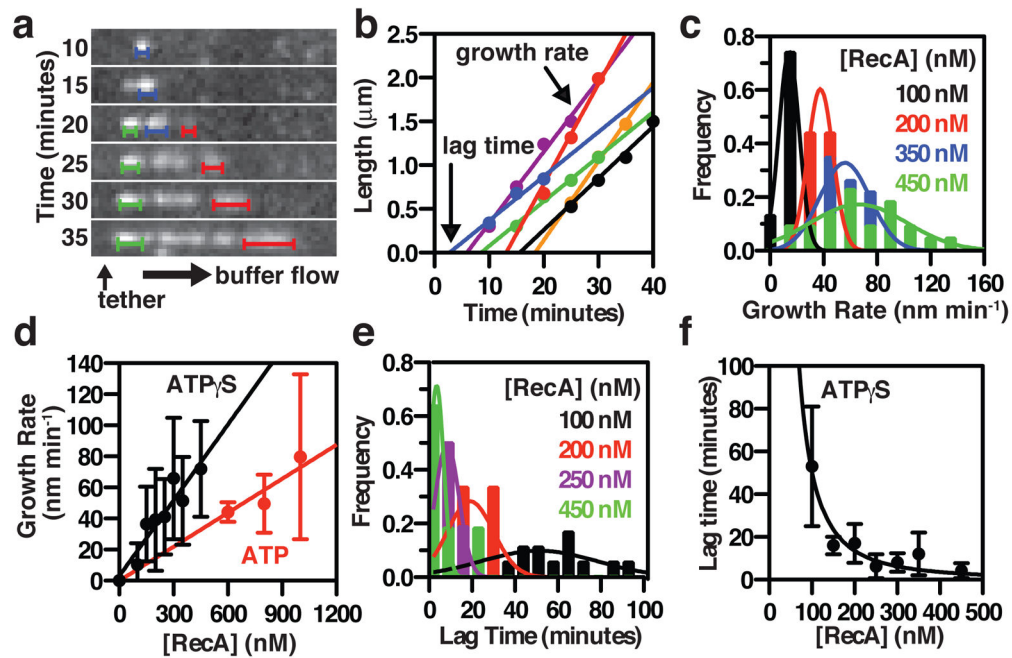 a
Time (minutes)
10
15
20
25
30
35
tether
buffer flow
b
Length (μm)
2.5
2.0
1.5
1.0
0.5
0.0
growth rate
lag time
0 10 20 30 40
Time (minutes)
c
Frequency
0.8
0.6
0.4
0.2
0.0
[RecA] (nM)
100 nM
200 nM
350 nM
450 nM
0 40 80 120 160
Growth Rate (nm min-1)
d
Growth Rate
(nm min-1)
140
120
100
80
60
40
20
0
ATPγS
ATP
0 300 600 900 1200
[RecA] (nM)
e
Frequency
0.8
0.6
0.4
0.2
0.0
[RecA] (nM)
100 nM
200 nM
250 nM
450 nM
0 20 40 60 80 100
Lag Time (minutes)
f
Lag time (minutes)
100
80
60
40
20
0
ATPγS
0 100 200 300 400 500
[RecA] (nM)